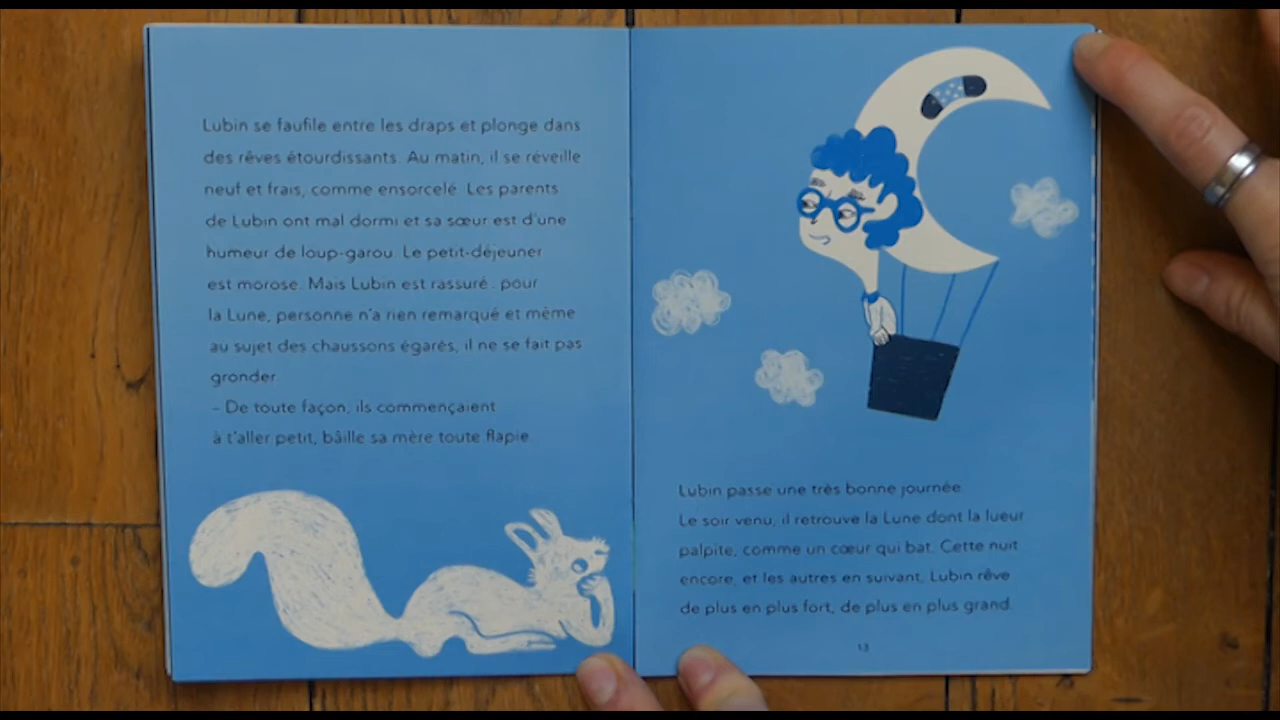 Lubin se faufile entre les draps et plonge dans
des rêves étourdissants. Au matin, il se réveille
neuf et frais, comme ensorcelé. Les parents
de Lubin ont mal dormi et sa sœur est d'une
humeur de loup-garou. Le petit-déjeuner
est morose. Mais Lubin est rassuré : pour
la Lune, personne n'a rien remarqué et même
au sujet des chaussons égarés, il ne se fait pas
gronder.
– De toute façon, ils commençaient
à t'aller petit, bâille sa mère toute flapie.
Lubin passe une très bonne journée.
Le soir venu, il retrouve la Lune dont la lueur
palpite, comme un cœur qui bat. Cette nuit
encore, et les autres en suivant, Lubin rêve
de plus en plus fort, de plus en plus grand.
13